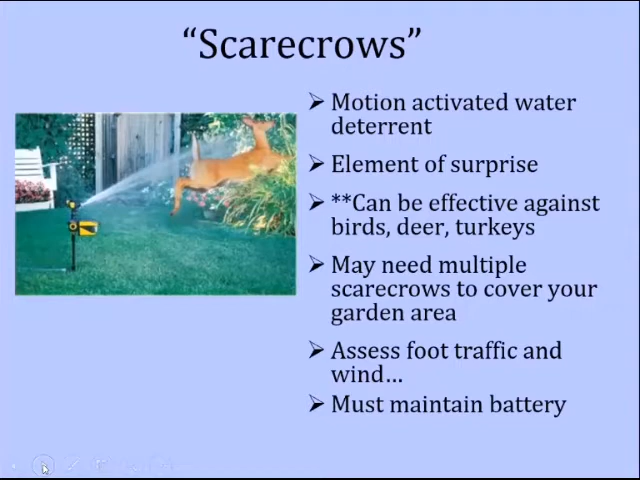 “Scarecrows”
Motion activated water
deterrent
Element of surprise
**Can be effective against
birds, deer, turkeys
May need multiple
scarecrows to cover your
garden area
Assess foot traffic and
wind…
Must maintain battery